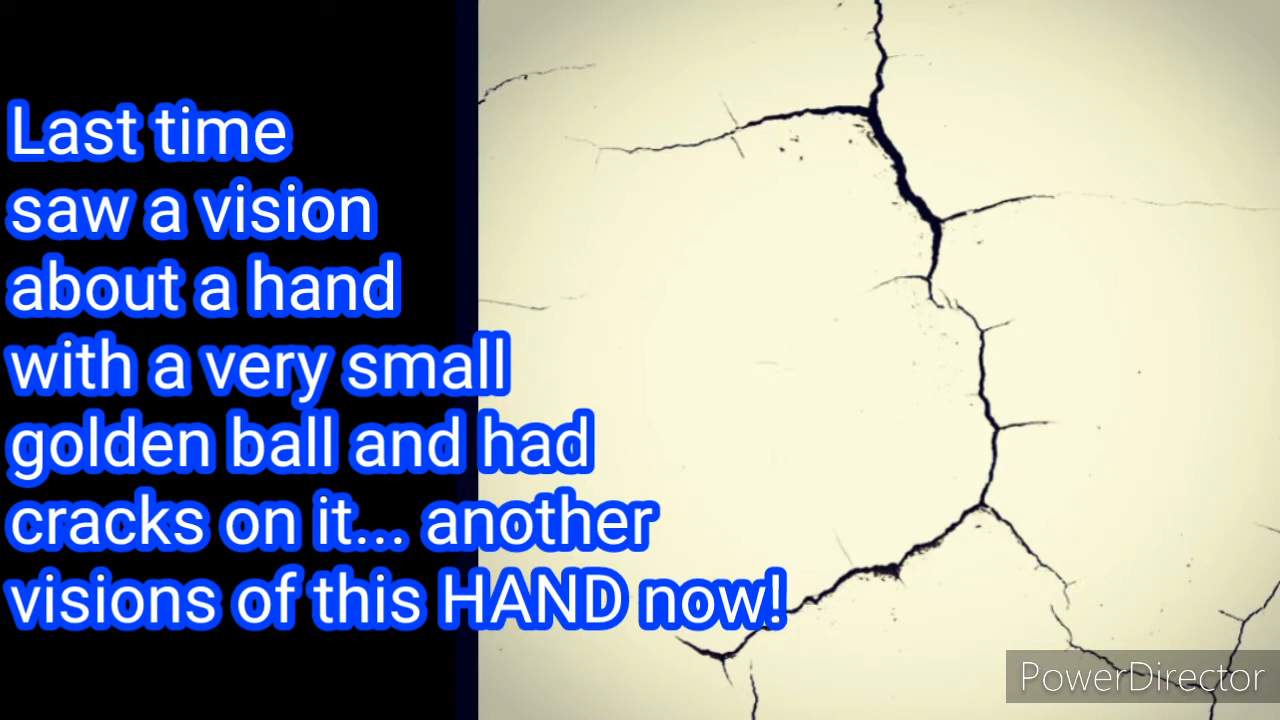 Last time
saw a vision
about a hand
with a very small
golden ball and had
cracks on it... another
visions of this HAND now!
PowerDirector